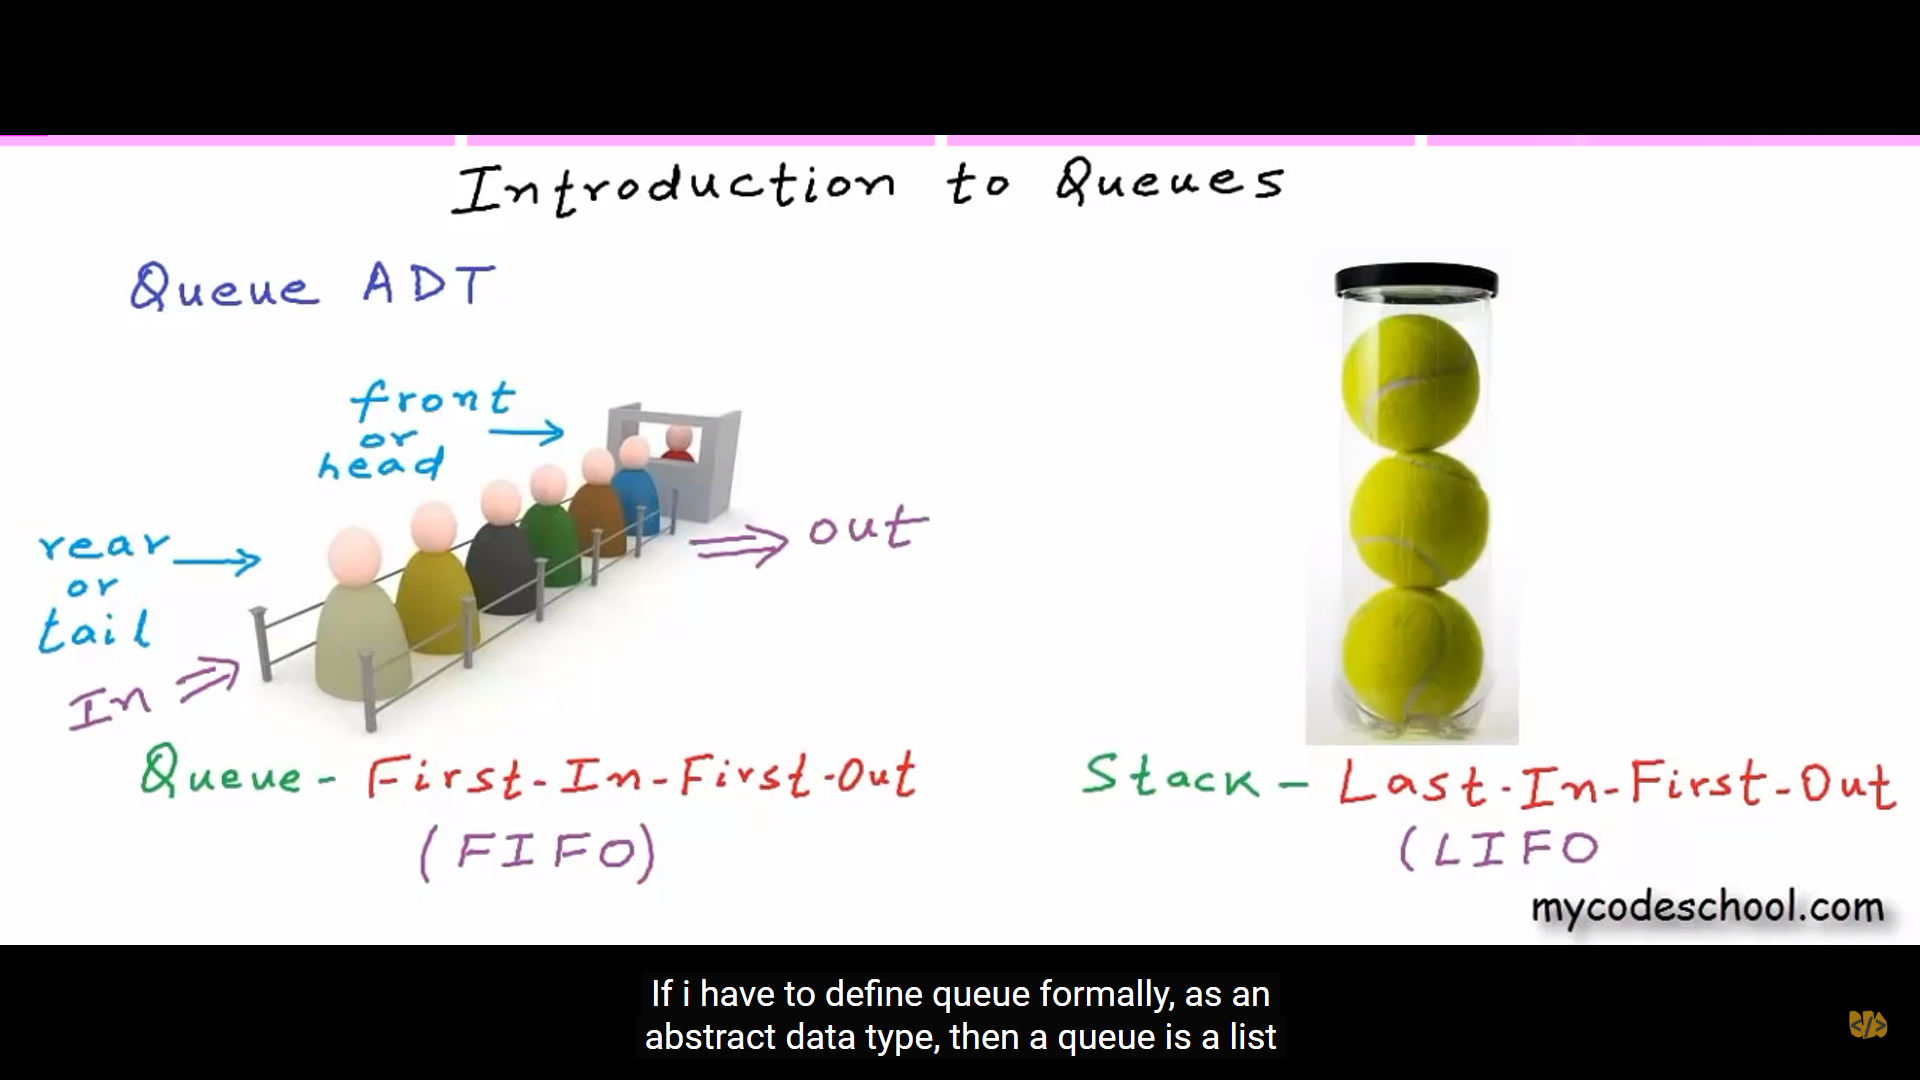 Introduction to Queues
Queue ADT
front
or
head
rear
or
tail
In
out
Queue - First-In-First-Out
(FIFO)
Stack - Last-In-First-Out
(LIFO
mycodeschool.com
If i have to define queue formally, as an
abstract data type, then a queue is a list